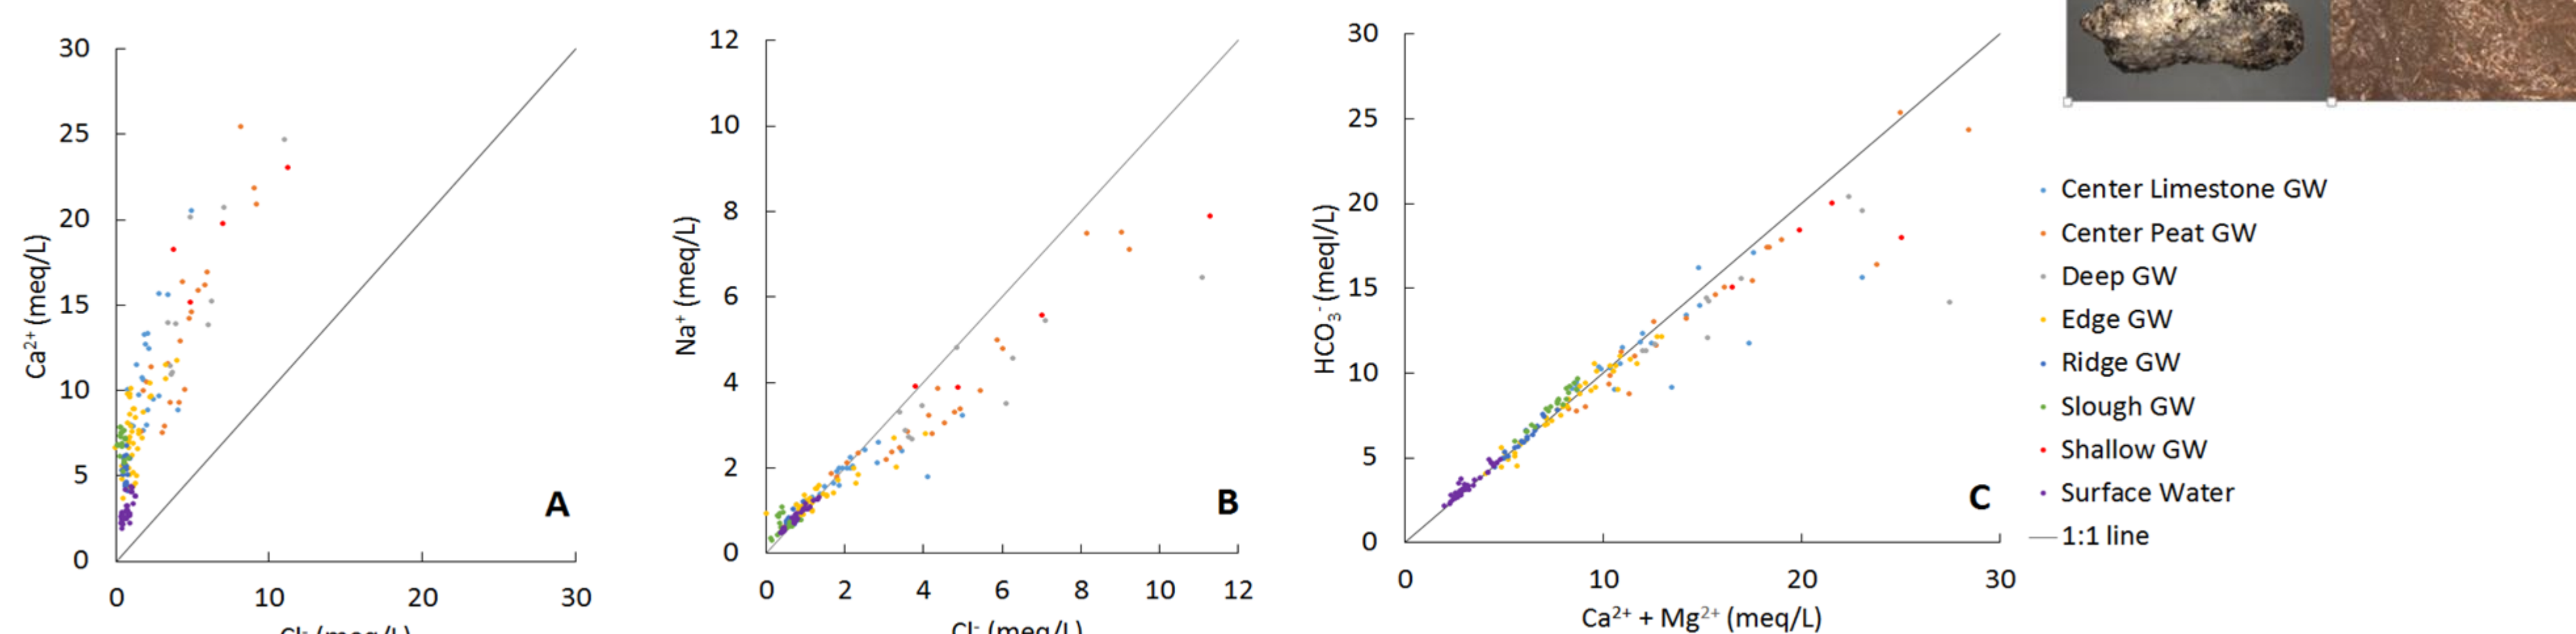 30
25
20
15
10
5
0
0
10
20
30
Ca2+ (meq/L)
Cl- (meq/L)
A
12
10
8
6
4
2
0
0
2
4
6
8
10
12
Na+ (meq/L)
Cl- (meq/L)
B
30
25
20
15
10
5
0
0
10
20
30
HCO3- (meql/L)
Ca2+ + Mg2+ (meq/L)
C
Center Limestone GW
Center Peat GW
Deep GW
Edge GW
Ridge GW
Slough GW
Shallow GW
Surface Water
1:1 line